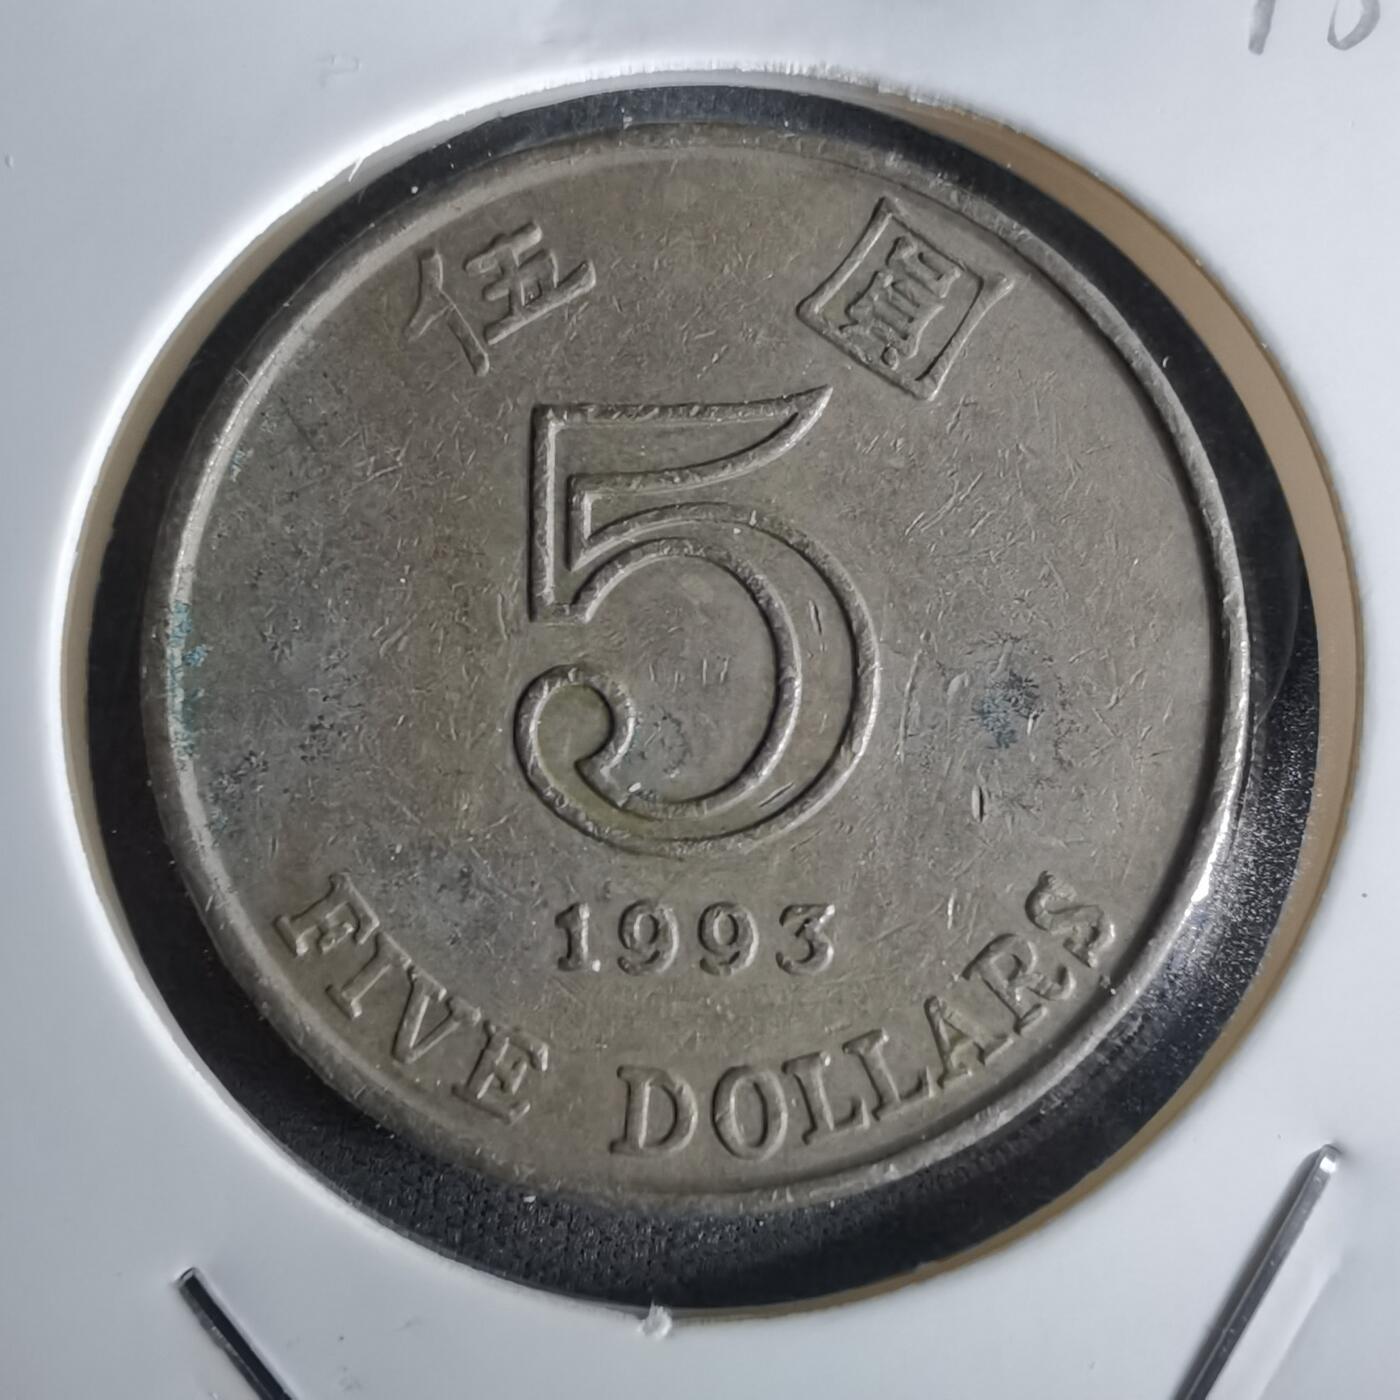 伍 圓
5
1993
FIVE DOLLARS